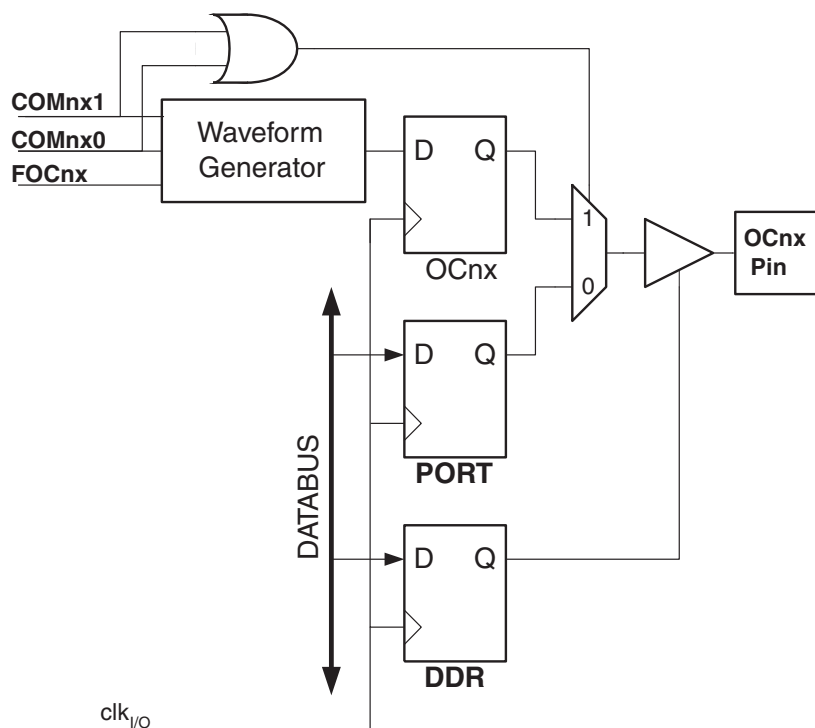 COMnx1
COMnx0
FOCnx
Waveform
Generator
D Q
OCnx
1
0
OCnx
Pin
D Q
PORT
DATABUS
D Q
DDR
clkI/O